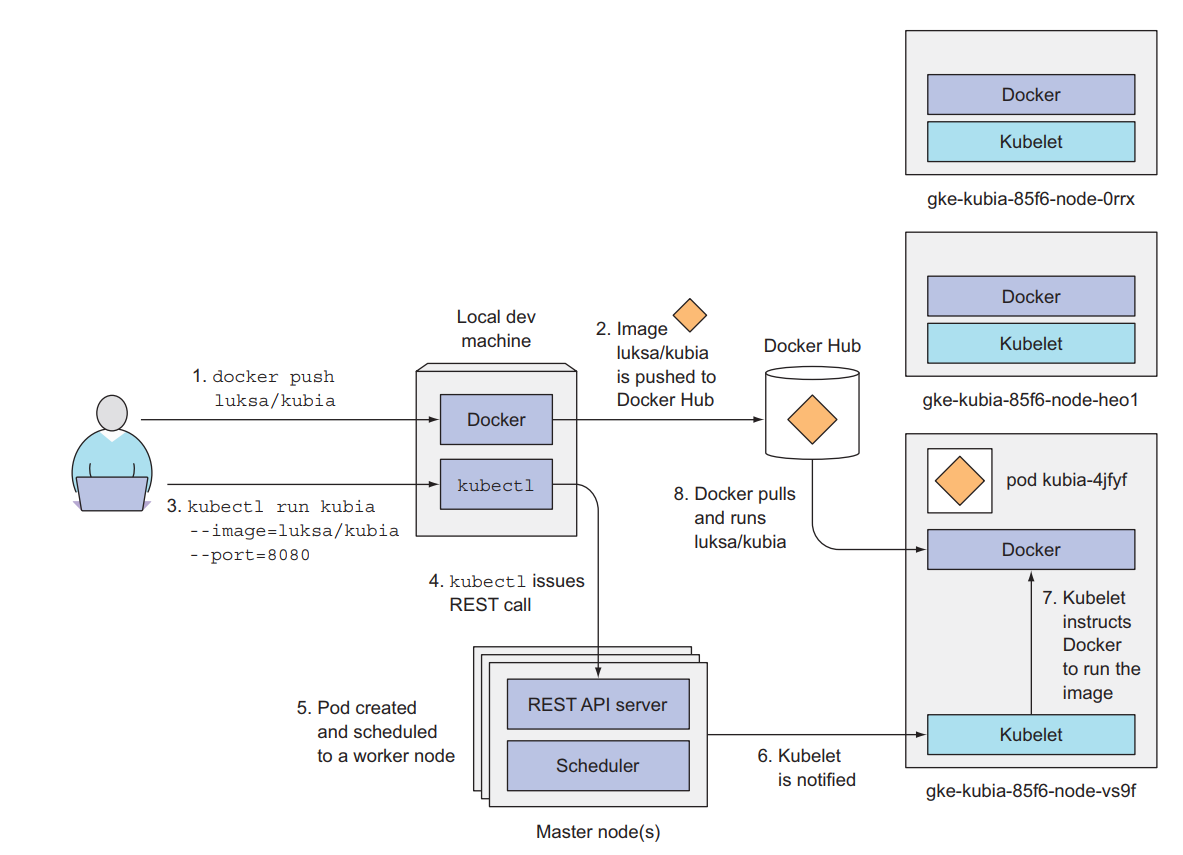 Docker
Kubelet
gke-kubia-85f6-node-0rrx
Docker
Kubelet
gke-kubia-85f6-node-heo1
Local dev
machine
1. docker push
luksa/kubia
Docker
kubectl
2. Image
luksa/kubia
is pushed to
Docker Hub
Docker Hub
3. kubectl run kubia
--image=luksa/kubia
--port=8080
4. kubectl issues
REST call
5. Pod created
and scheduled
to a worker node
REST API server
Scheduler
Master node(s)
6. Kubelet
is notified
8. Docker pulls
and runs
luksa/kubia
pod kubia-4jfyf
Docker
7. Kubelet
instructs
Docker
to run the
image
Kubelet
gke-kubia-85f6-node-vs9f